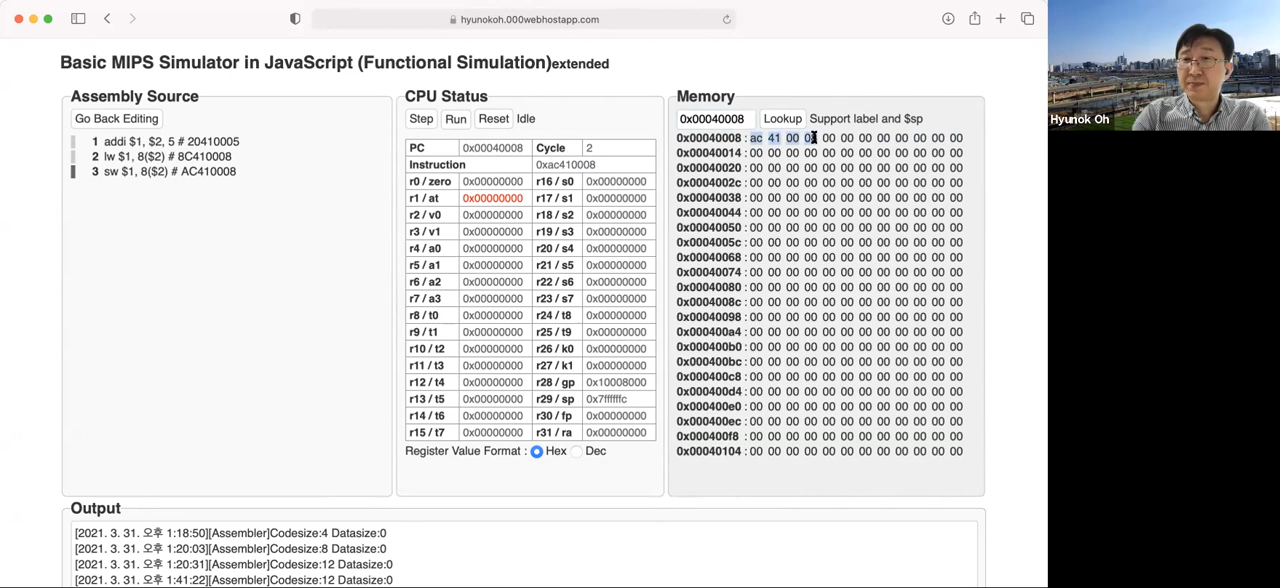 hyunokoh.000webhostapp.com
Basic MIPS Simulator in JavaScript (Functional Simulation)extended
Assembly Source
Go Back Editing
1 addi $1, $2, 5 # 20410005
2 lw $1, 8($2) # 8C410008
3 sw $1, 8($2) # AC410008
CPU Status
Step Run Reset Idle
PC 0x00040008 Cycle 2
Instruction 0xac410008
r0 / zero 0x00000000 r16 / s0 0x00000000
r1 / at 0x00000000 r17 / s1 0x00000000
r2 / v0 0x00000000 r18 / s2 0x00000000
r3 / v1 0x00000000 r19 / s3 0x00000000
r4 / a0 0x00000000 r20 / s4 0x00000000
r5 / a1 0x00000000 r21 / s5 0x00000000
r6 / a2 0x00000000 r22 / s6 0x00000000
r7 / a3 0x00000000 r23 / s7 0x00000000
r8 / t0 0x00000000 r24 / t8 0x00000000
r9 / t1 0x00000000 r25 / t9 0x00000000
r10 / t2 0x00000000 r26 / k0 0x00000000
r11 / t3 0x00000000 r27 / k1 0x00000000
r12 / t4 0x00000000 r28 / gp 0x10008000
r13 / t5 0x00000000 r29 / sp 0x7ffffffc
r14 / t6 0x00000000 r30 / fp 0x00000000
r15 / t7 0x00000000 r31 / ra 0x00000000
Register Value Format : Hex Dec
Memory
0x00040008 Lookup Support label and $sp
0x00040008 : ac 41 00 00 00 00 00 00 00 00 00
0x00040014 : 00 00 00 00 00 00 00 00 00 00 00 00
0x00040020 : 00 00 00 00 00 00 00 00 00 00 00 00
0x0004002c : 00 00 00 00 00 00 00 00 00 00 00 00
0x00040038 : 00 00 00 00 00 00 00 00 00 00 00 00
0x00040044 : 00 00 00 00 00 00 00 00 00 00 00 00
0x00040050 : 00 00 00 00 00 00 00 00 00 00 00 00
0x0004005c : 00 00 00 00 00 00 00 00 00 00 00 00
0x00040068 : 00 00 00 00 00 00 00 00 00 00 00 00
0x00040074 : 00 00 00 00 00 00 00 00 00 00 00 00
0x00040080 : 00 00 00 00 00 00 00 00 00 00 00 00
0x0004008c : 00 00 00 00 00 00 00 00 00 00 00 00
0x00040098 : 00 00 00 00 00 00 00 00 00 00 00 00
0x000400a4 : 00 00 00 00 00 00 00 00 00 00 00 00
0x000400b0 : 00 00 00 00 00 00 00 00 00 00 00 00
0x000400bc : 00 00 00 00 00 00 00 00 00 00 00 00
0x000400c8 : 00 00 00 00 00 00 00 00 00 00 00 00
0x000400d4 : 00 00 00 00 00 00 00 00 00 00 00 00
0x000400e0 : 00 00 00 00 00 00 00 00 00 00 00 00
0x000400ec : 00 00 00 00 00 00 00 00 00 00 00 00
0x000400f8 : 00 00 00 00 00 00 00 00 00 00 00 00
0x00040104 : 00 00 00 00 00 00 00 00 00 00 00 00
Output
[2021. 3. 31. 오후 1:18:50][Assembler]Codesize:4 Datasize:0
[2021. 3. 31. 오후 1:20:03][Assembler]Codesize:8 Datasize:0
[2021. 3. 31. 오후 1:20:31][Assembler]Codesize:12 Datasize:0
[2021. 3. 31. 오후 1:41:22][Assembler]Codesize:12 Datasize:0
Hyunok Oh